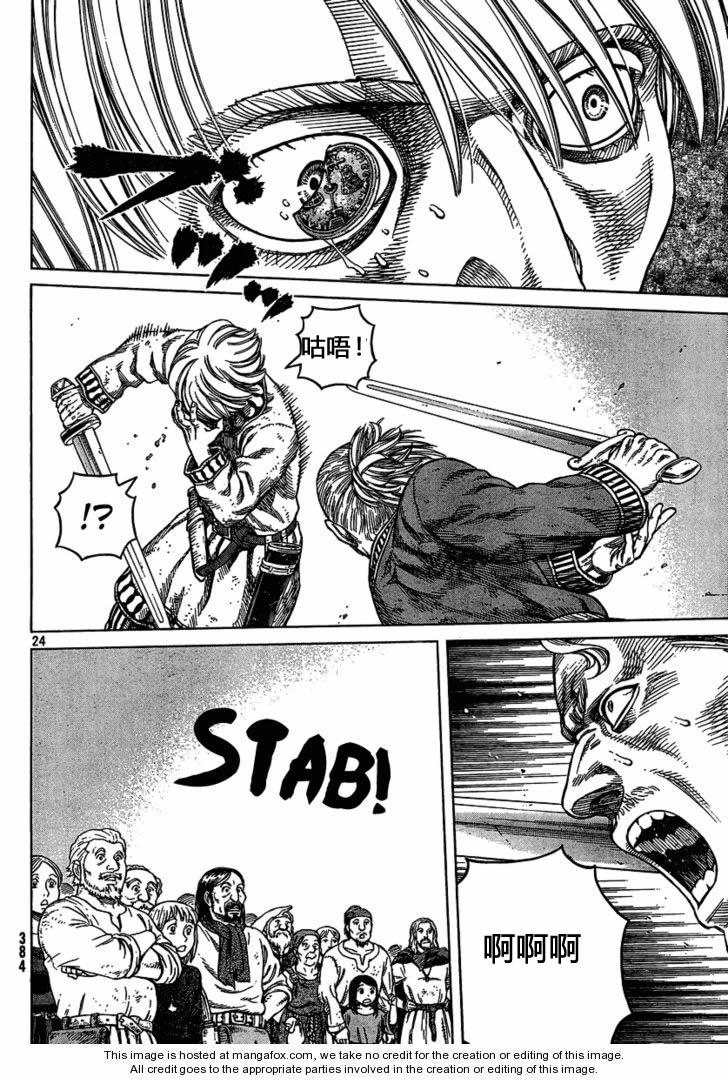 咕唔!
!?
24
STAB!
啊啊啊
384
This image is hosted at mangafox.com, we take no credit for the creation or editing of this image.
All credit goes to the appropriate parties involved in the creation or editing of this image.